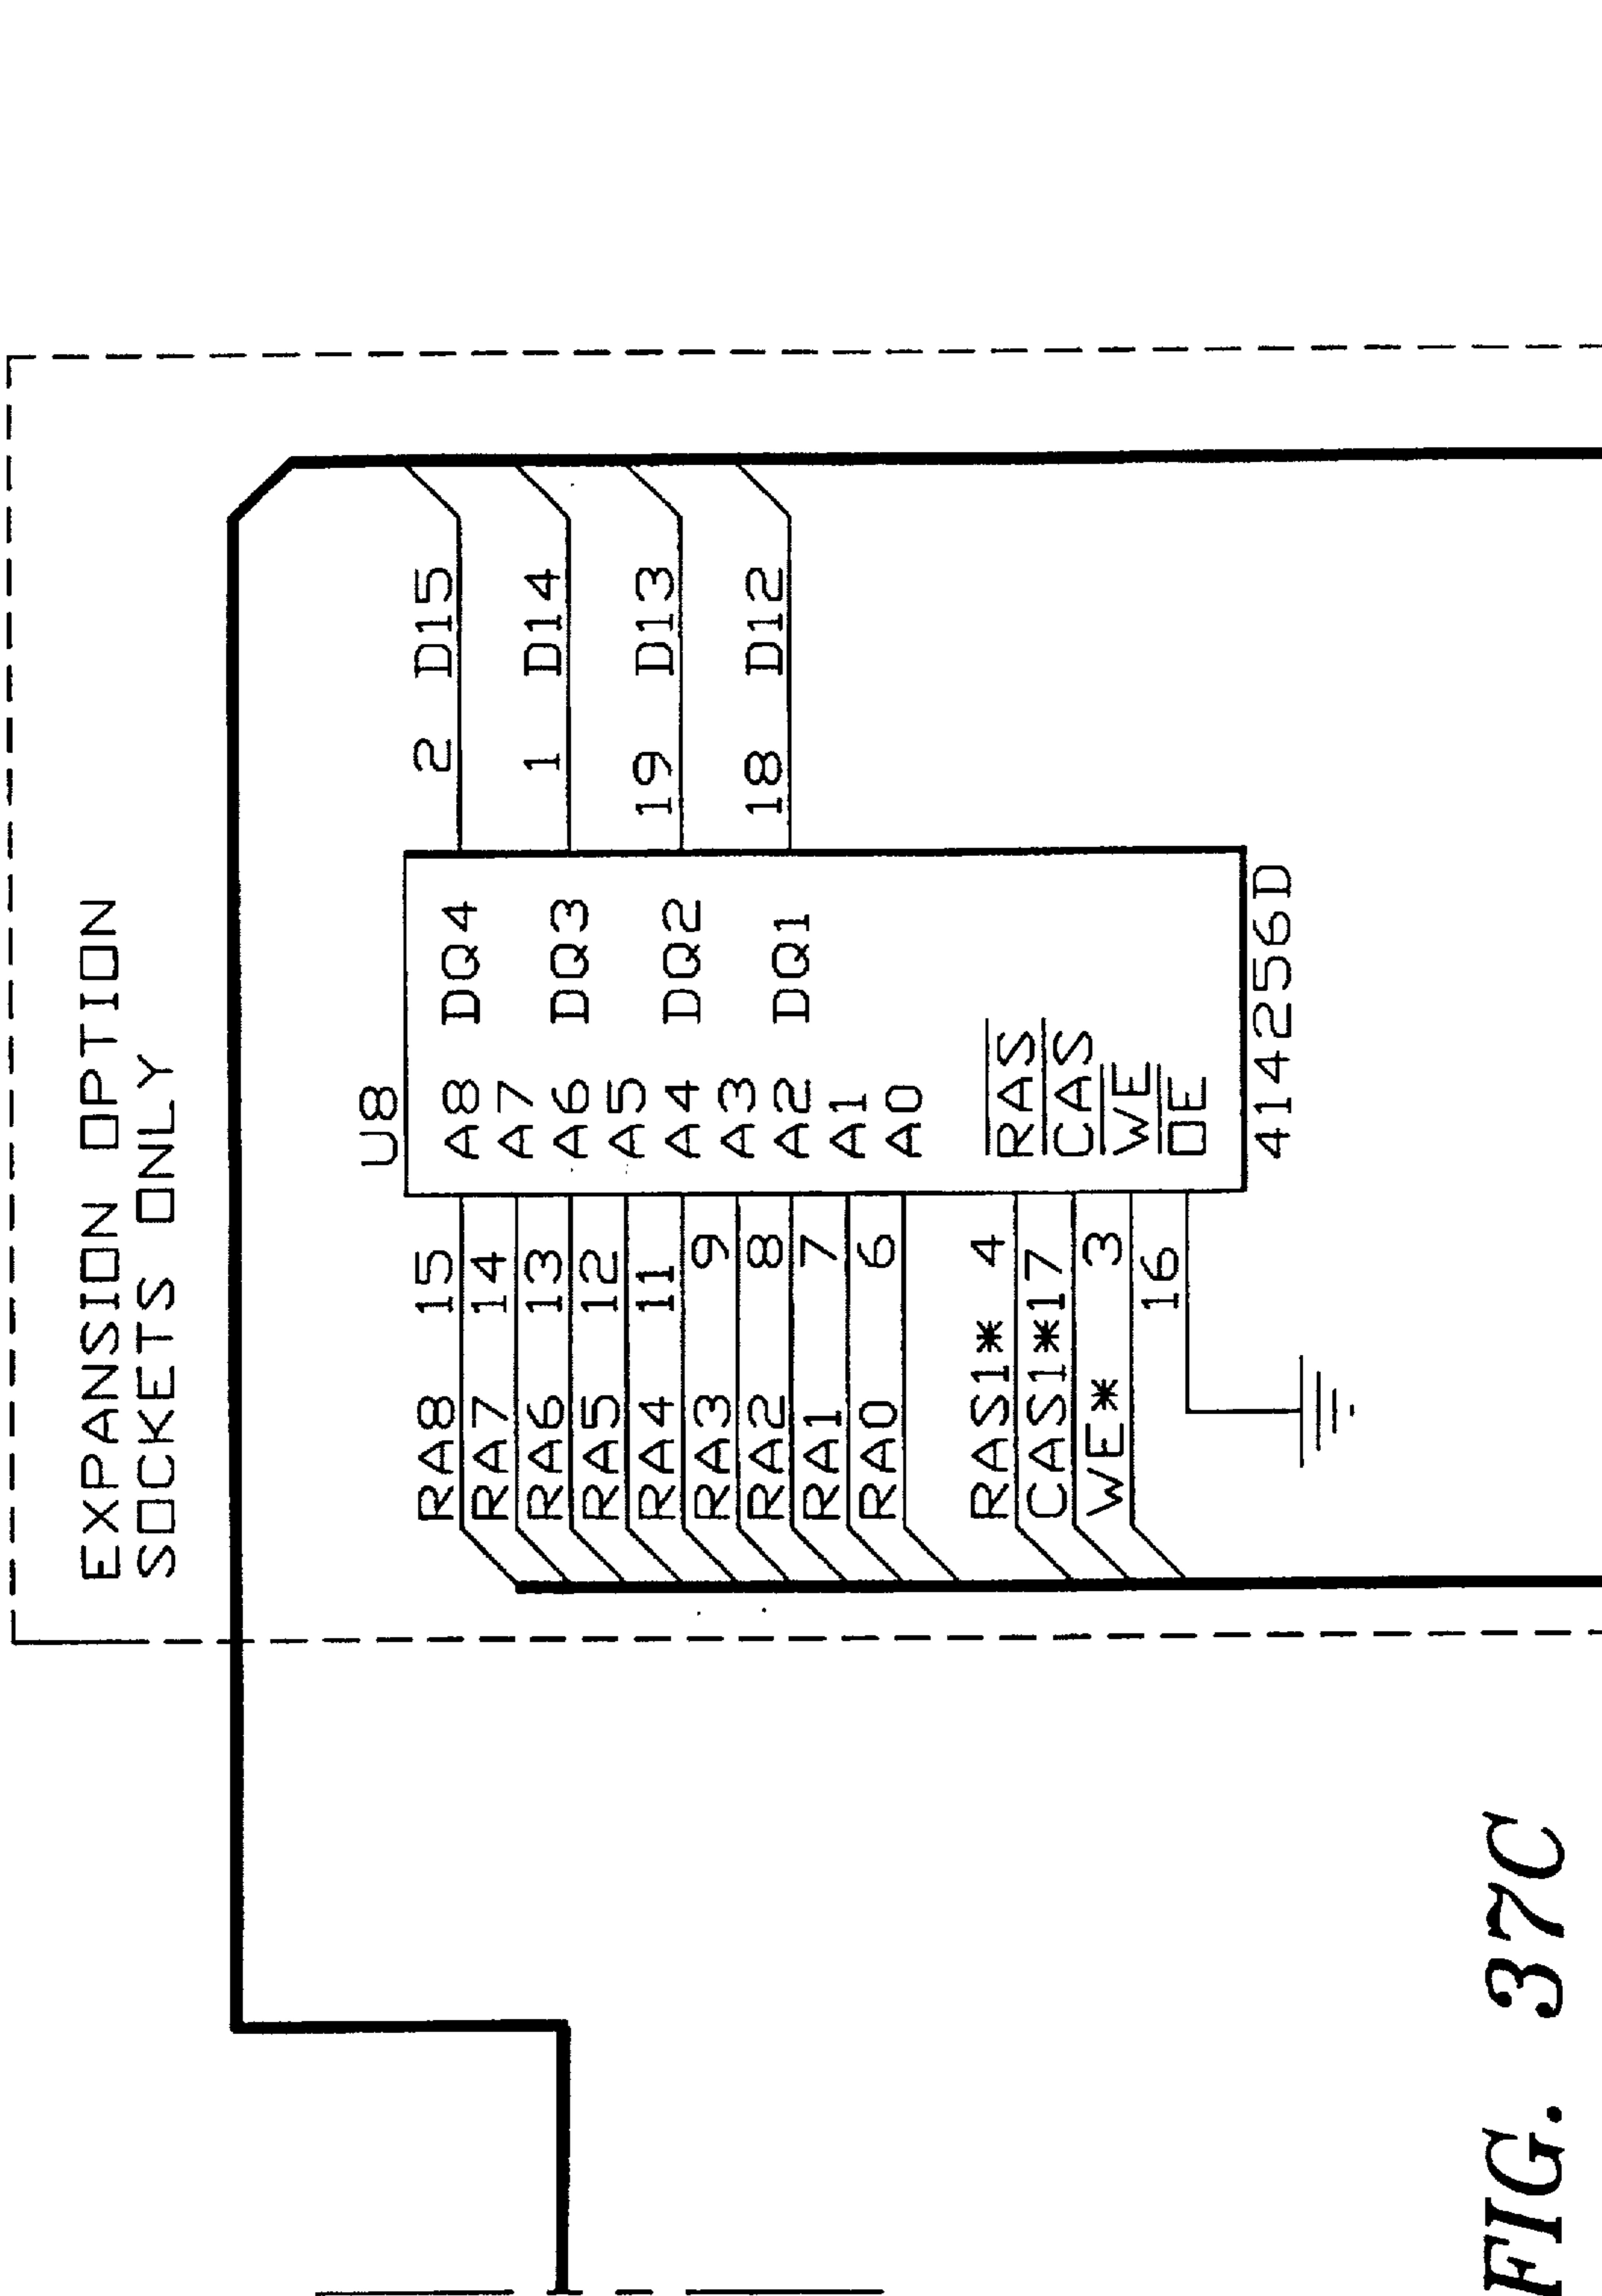 EXPANSION OPTION
SOCKETS ONLY
U8
RA8 15 A8 DQ4 2 D15
RA7 14 A7
RA6 13 A6 DQ3 1 D14
RA5 12 A5
RA4 11 A4 DQ2 19 D13
RA3 9 A3
RA2 8 A2 DQ1 18 D12
RA1 7 A1
RA0 6 A0
RAS1* 4 RAS
CAS1* 17 CAS
WE* 3 WE
16 OE
414256D
FIG. 37C